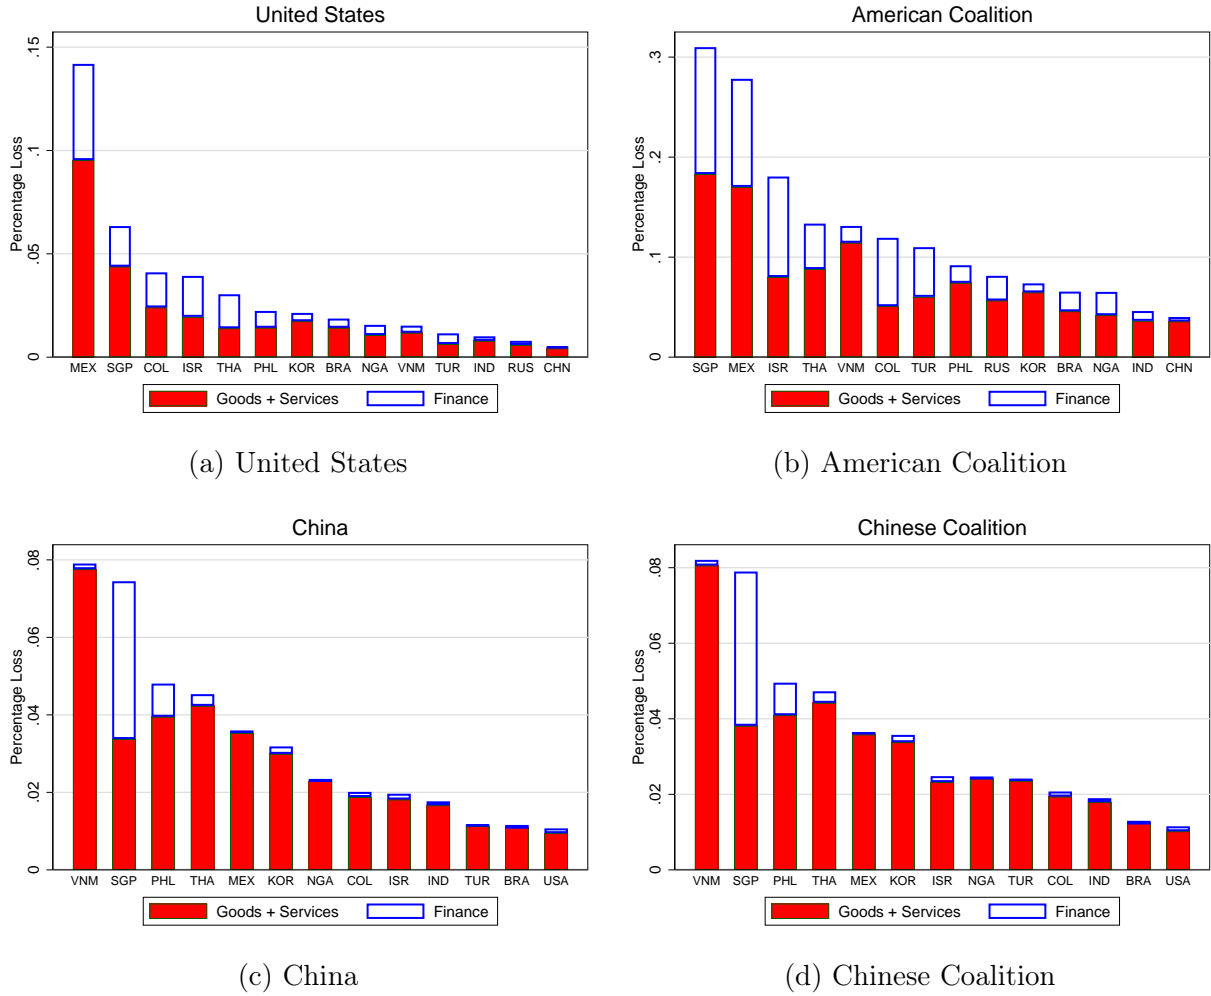 United States
Percentage Loss
.15
.1
.05
0
MEX SGP COL ISR THA PHL KOR BRA NGA VNM TUR IND RUS CHN
Goods + Services Finance
(a) United States
American Coalition
Percentage Loss
.3
.2
.1
0
SGP MEX ISR THA VNM COL TUR PHL RUS KOR BRA NGA IND CHN
Goods + Services Finance
(b) American Coalition
China
Percentage Loss
.08
.06
.04
.02
0
VNM SGP PHL THA MEX KOR NGA COL ISR IND TUR BRA USA
Goods + Services Finance
(c) China
Chinese Coalition
Percentage Loss
.08
.06
.04
.02
0
VNM SGP PHL THA MEX KOR ISR NGA TUR COL IND BRA USA
Goods + Services Finance
(d) Chinese Coalition